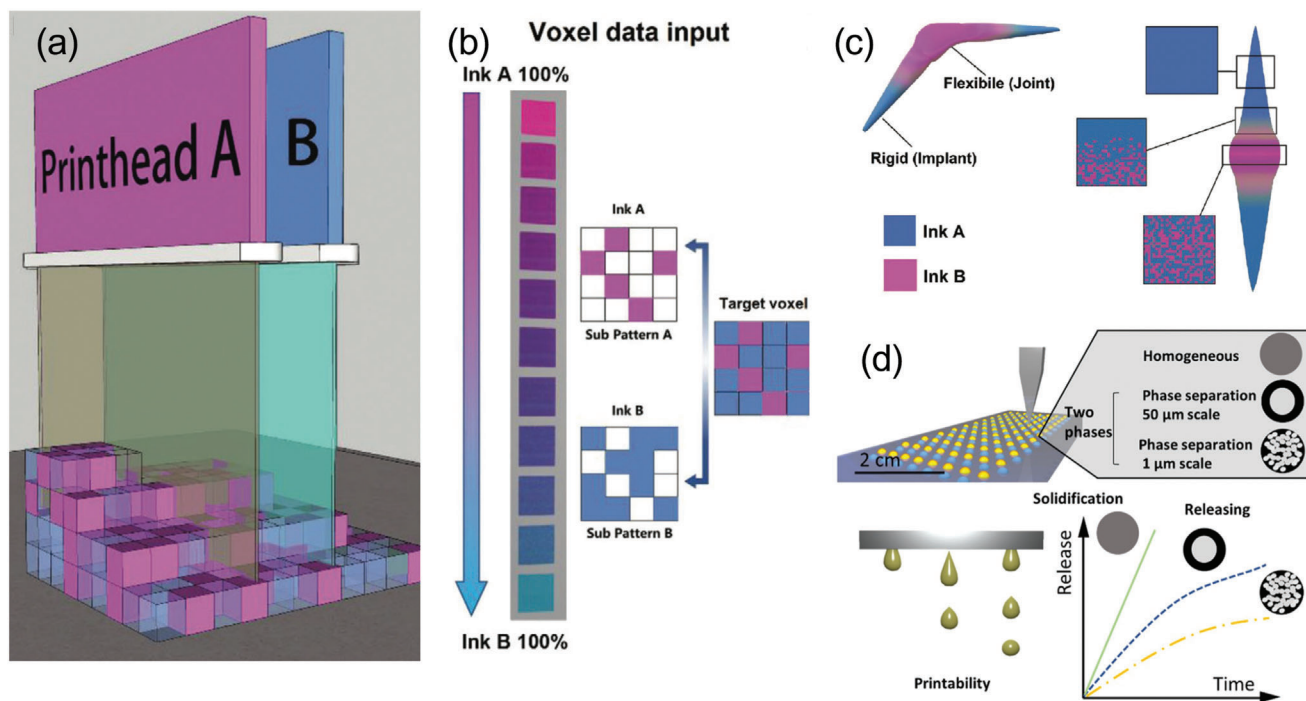 (a)
Printhead A
B
(b)
Voxel data input
Ink A 100%
Ink A
Sub Pattern A
Target voxel
Ink B
Sub Pattern B
Ink B 100%
(c)
Flexibile (Joint)
Rigid (Implant)
Ink A
Ink B
(d)
2 cm
Homogeneous
Two
phases
Phase separation
50 μm scale
Phase separation
1 μm scale
Solidification
Releasing
Release
Time
Printability